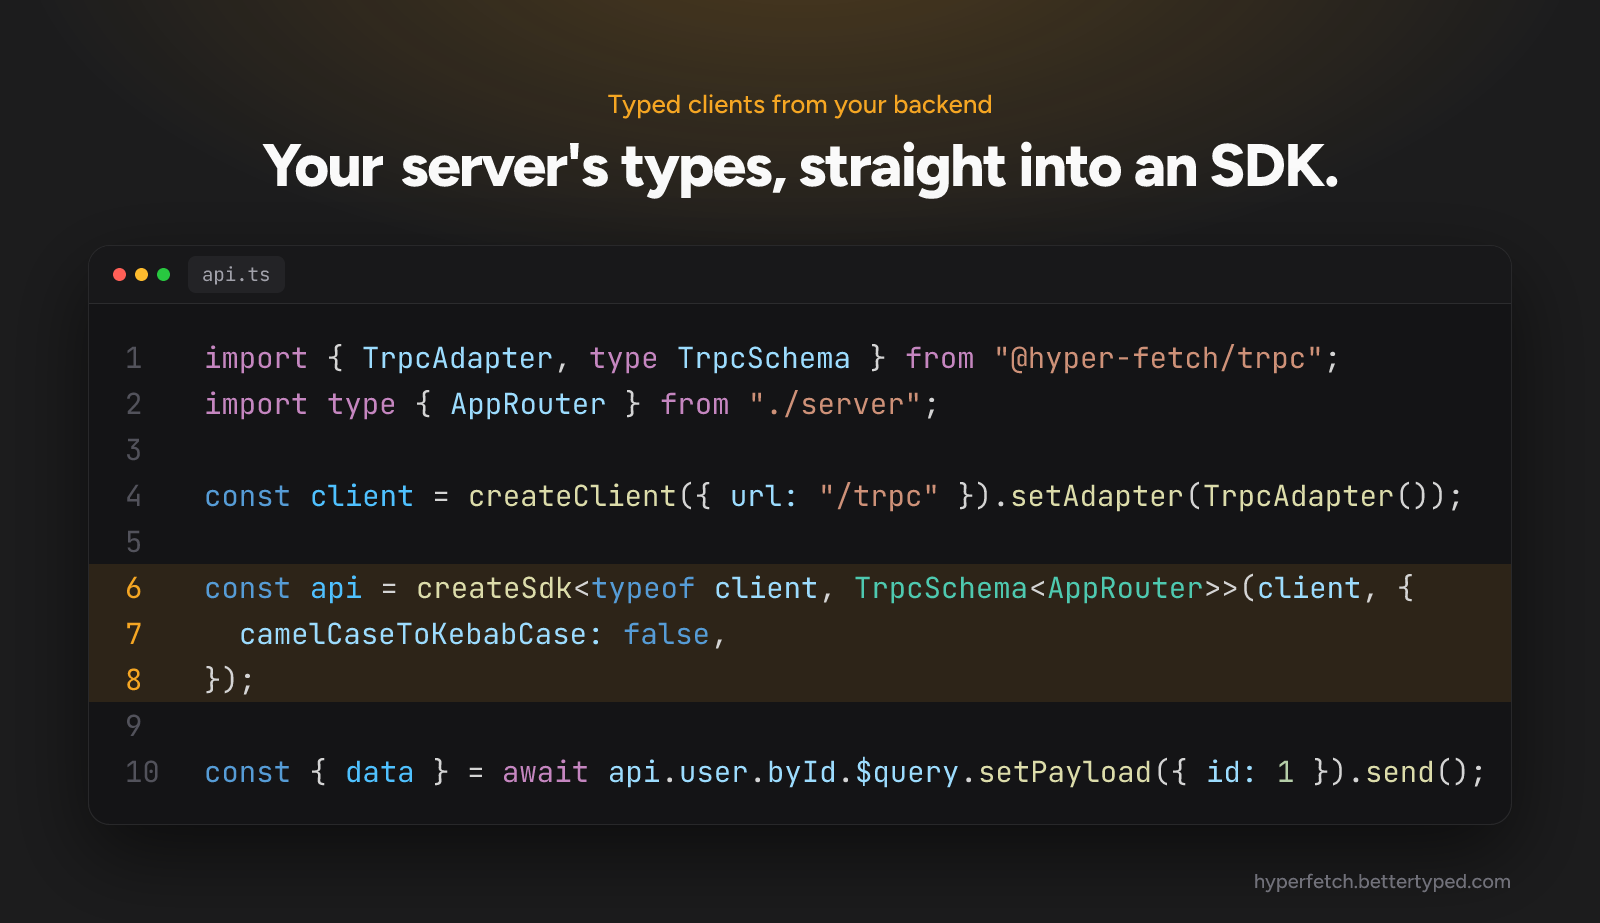 Typed clients from your backend
Your server's types, straight into an SDK.
api.ts
1 import { TrpcAdapter, type TrpcSchema } from "@hyper-fetch/trpc";
2 import type { AppRouter } from "./server";
3
4 const client = createClient({ url: "/trpc" }).setAdapter(TrpcAdapter());
5
6 const api = createSdk<typeof client, TrpcSchema<AppRouter>>(client, {
7   camelCaseToKebabCase: false,
8 });
9
10 const { data } = await api.user.byId.$query.setPayload({ id: 1 }).send();
hyperfetch.bettertyped.com